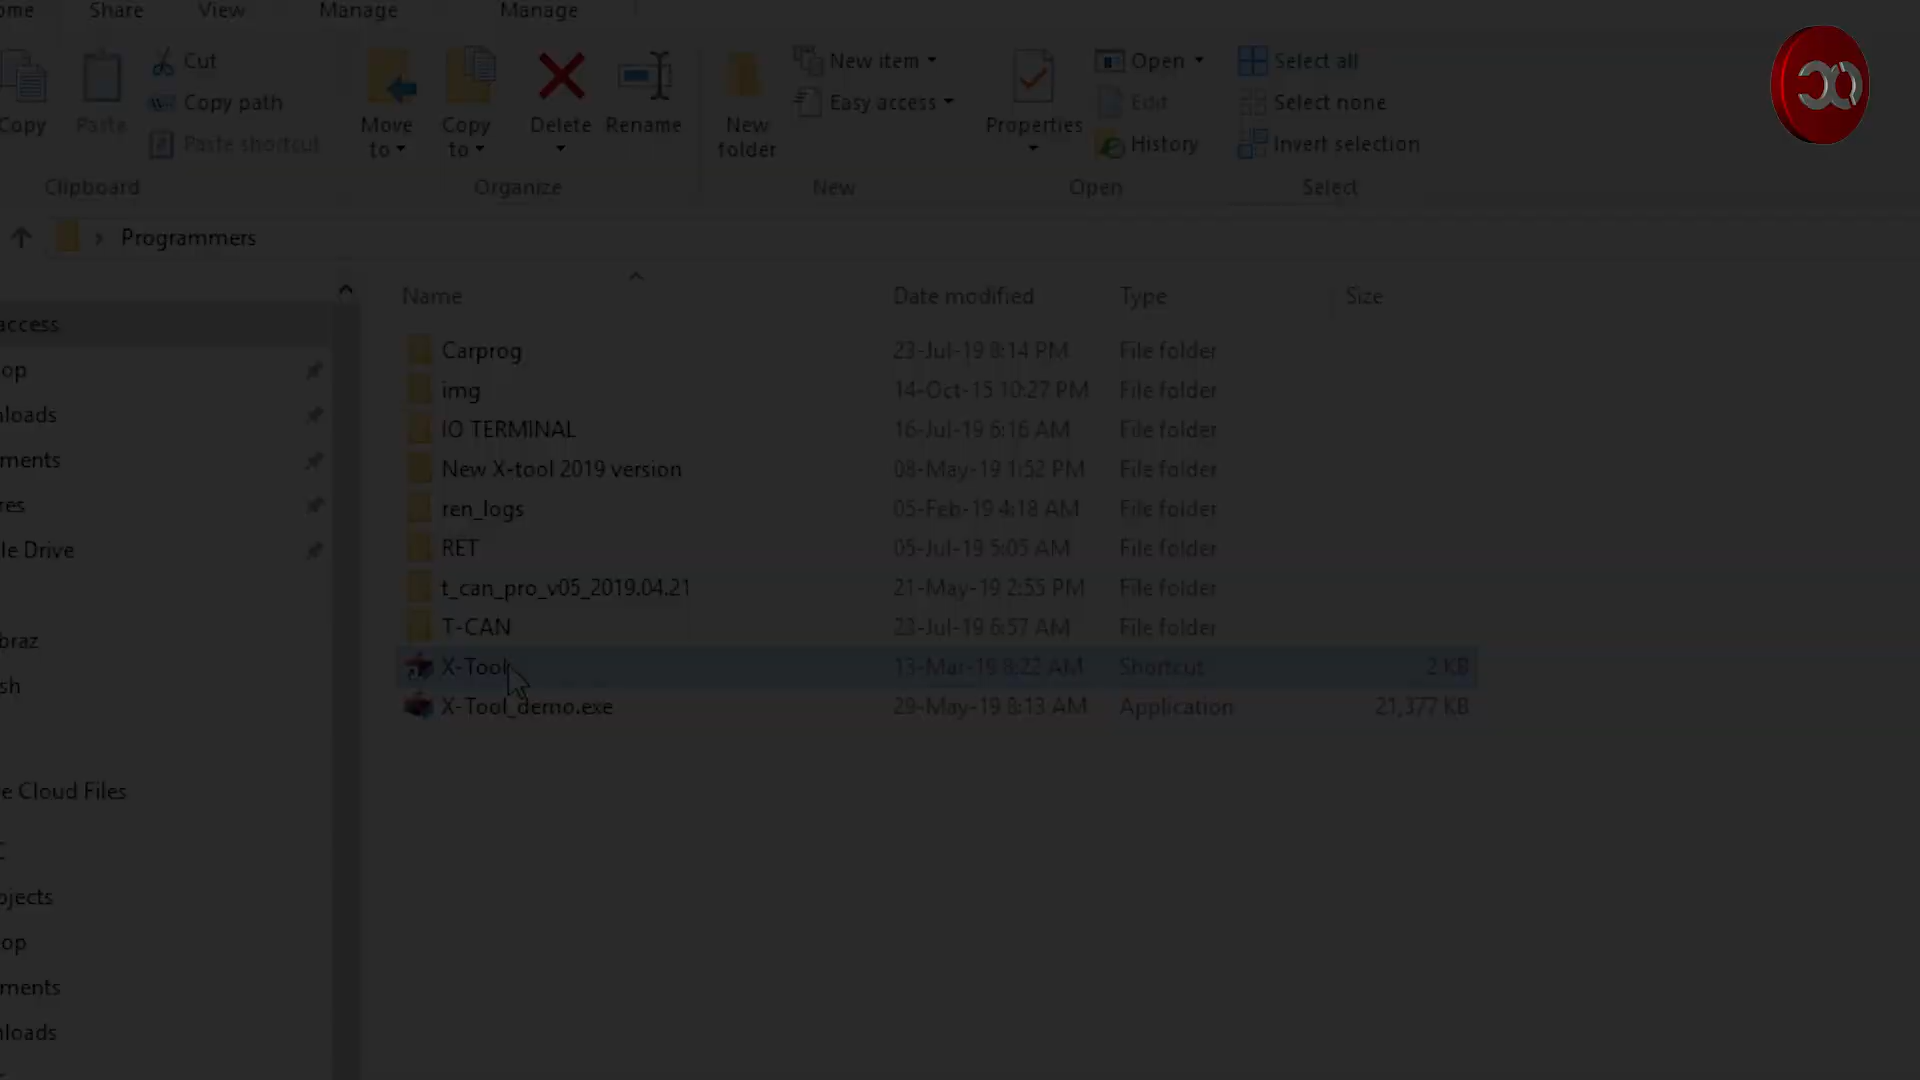 ome Share View Manage Manage
Cut
Copy path
Paste shortcut
Copy Paste
Move to
Copy to
Delete
Rename
New folder
New item
Easy access
Properties
Open
Edit
History
Select all
Select none
Invert selection
Clipboard Organize New Open Select
Programmers
Name Date modified Type Size
access
op
nloads
ments
res
le Drive
braz
sh
e Cloud Files
ojects
op
ments
nloads
Carprog 23-Jul-19 8:14 PM File folder
img 14-Oct-15 10:27 PM File folder
IO TERMINAL 16-Jul-19 6:16 AM File folder
New X-tool 2019 version 08-May-19 1:52 PM File folder
ren_logs 05-Feb-19 4:18 AM File folder
RET 05-Jul-19 5:05 AM File folder
t_can_pro_v05_2019.04.21 21-May-19 2:55 PM File folder
T-CAN 23-Jul-19 6:57 AM File folder
X-Tool 13-Mar-19 8:22 AM Shortcut 2 KB
X-Tool_demo.exe 29-May-19 8:13 AM Application 21,377 KB